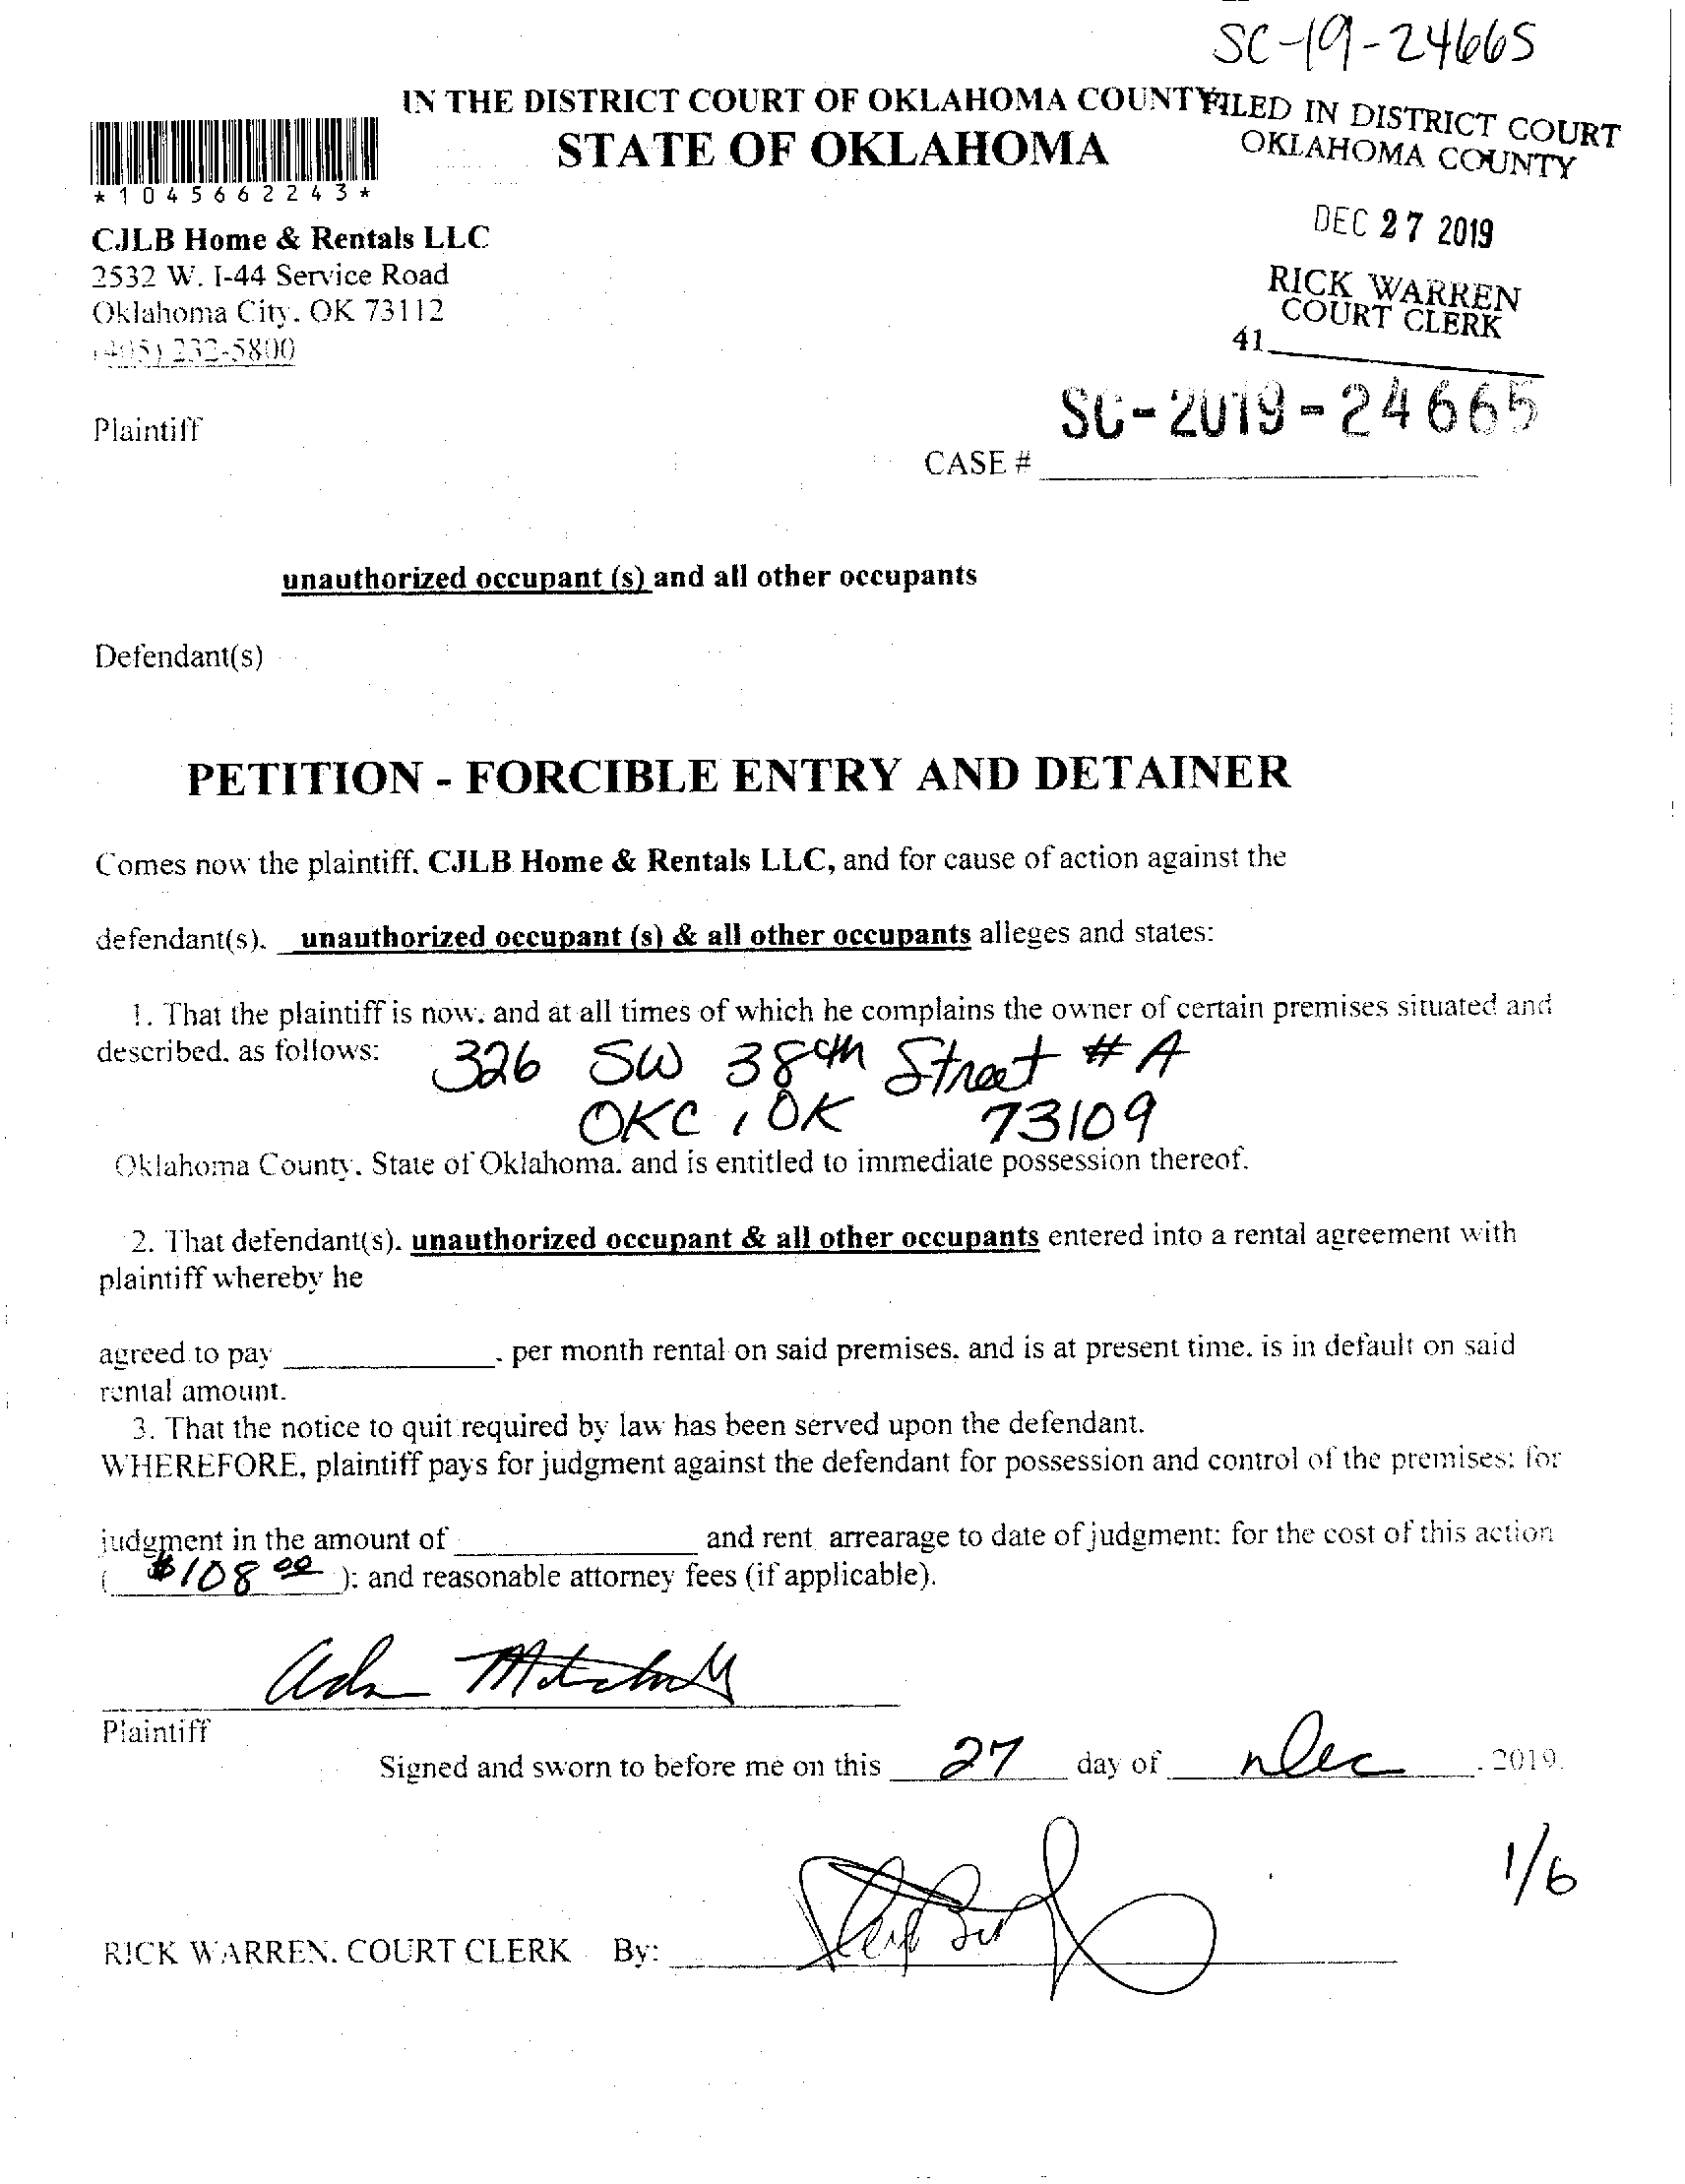 SC-19-24665
IN THE DISTRICT COURT OF OKLAHOMA COUNTY
STATE OF OKLAHOMA
FILED IN DISTRICT COURT
OKLAHOMA COUNTY
*1045662243*
DEC 27 2019
CJLB Home & Rentals LLC
2532 W. I-44 Service Road
Oklahoma City, OK 73112
(405) 232-5800
RICK WARREN
COURT CLERK
41
Plaintiff
SC-2019-24665
CASE #
unauthorized occupant (s) and all other occupants
Defendant(s)
PETITION - FORCIBLE ENTRY AND DETAINER
Comes now the plaintiff, CJLB Home & Rentals LLC, and for cause of action against the
defendant(s). unauthorized occupant (s) & all other occupants alleges and states:
1. That the plaintiff is now, and at all times of which he complains the owner of certain premises situated and
described, as follows: 326 SW 38th Street #A
OKC, OK 73109
Oklahoma County, State of Oklahoma, and is entitled to immediate possession thereof.
2. That defendant(s). unauthorized occupant & all other occupants entered into a rental agreement with
plaintiff whereby he
agreed to pay ____________. per month rental on said premises, and is at present time, is in default on said
rental amount.
3. That the notice to quit required by law has been served upon the defendant.
WHEREFORE, plaintiff pays for judgment against the defendant for possession and control of the premises; for
judgment in the amount of ____________ and rent arrearage to date of judgment: for the cost of this action
( $108 00 ); and reasonable attorney fees (if applicable).
Plaintiff
Signed and sworn to before me on this 27 day of Dec, 2019.
1/6
RICK WARREN, COURT CLERK By: